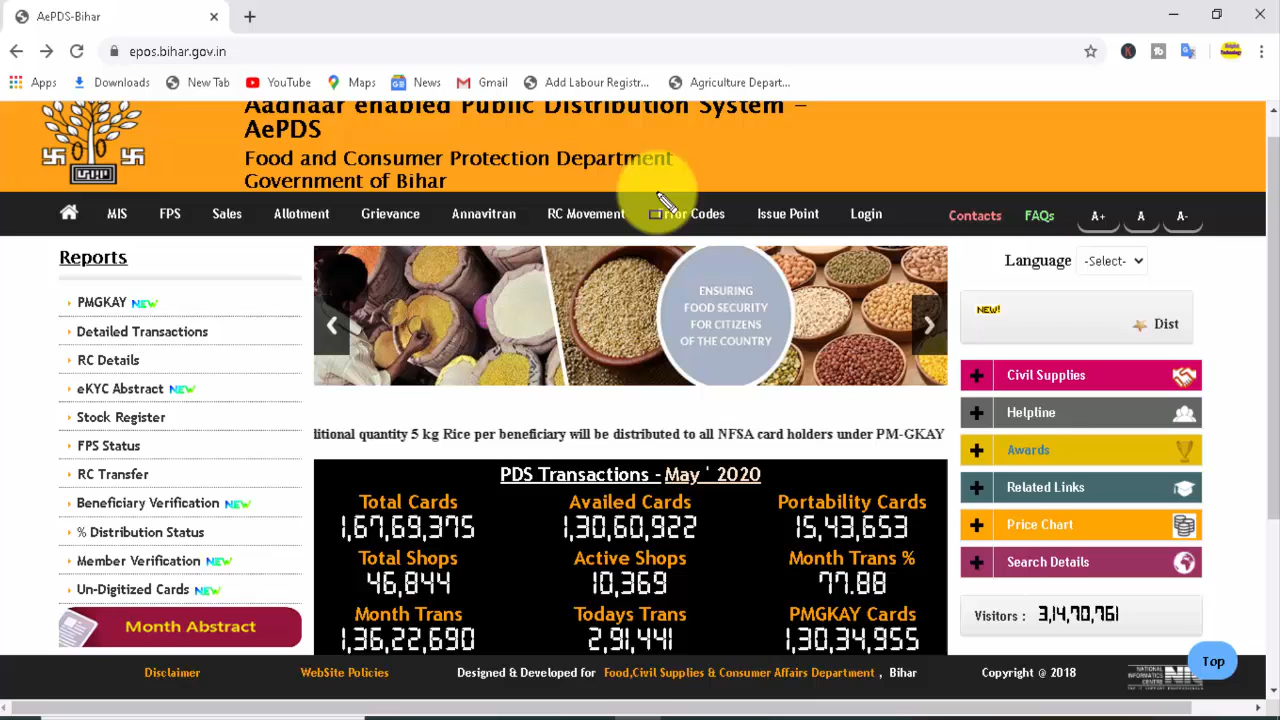 AePDS-Bihar
epos.bihar.gov.in
Apps Downloads New Tab YouTube Maps News Gmail Add Labour Registr... Agriculture Depart...
Aadhaar enabled Public Distribution System –
AePDS
Food and Consumer Protection Department
Government of Bihar
MIS FPS Sales Allotment Grievance Annavitran RC Movement Error Codes Issue Point Login Contacts FAQs A+ A A-
Reports
PMGKAY NEW
Detailed Transactions
RC Details
eKYC Abstract NEW
Stock Register
FPS Status
RC Transfer
Beneficiary Verification NEW
% Distribution Status
Member Verification NEW
Un-Digitized Cards NEW
Month Abstract
ENSURING
FOOD SECURITY
FOR CITIZENS
OF THE COUNTRY
litional quantity 5 kg Rice per beneficiary will be distributed to all NFSA card holders under PM-GKAY
PDS Transactions - May ' 2020
Total Cards Availed Cards Portability Cards
1,67,69,375 1,30,60,922 15,43,653
Total Shops Active Shops Month Trans %
46,844 10,369 77.88
Month Trans Todays Trans PMGKAY Cards
1,36,22,690 2,91,441 1,30,34,955
Language -Select-
NEW!
Dist
Civil Supplies
Helpline
Awards
Related Links
Price Chart
Search Details
Visitors : 3,14,70,761
Top
Disclaimer WebSite Policies Designed & Developed for Food,Civil Supplies & Consumer Affairs Department , Bihar Copyright @ 2018
NATIONAL
INFORMATICS
CENTRE